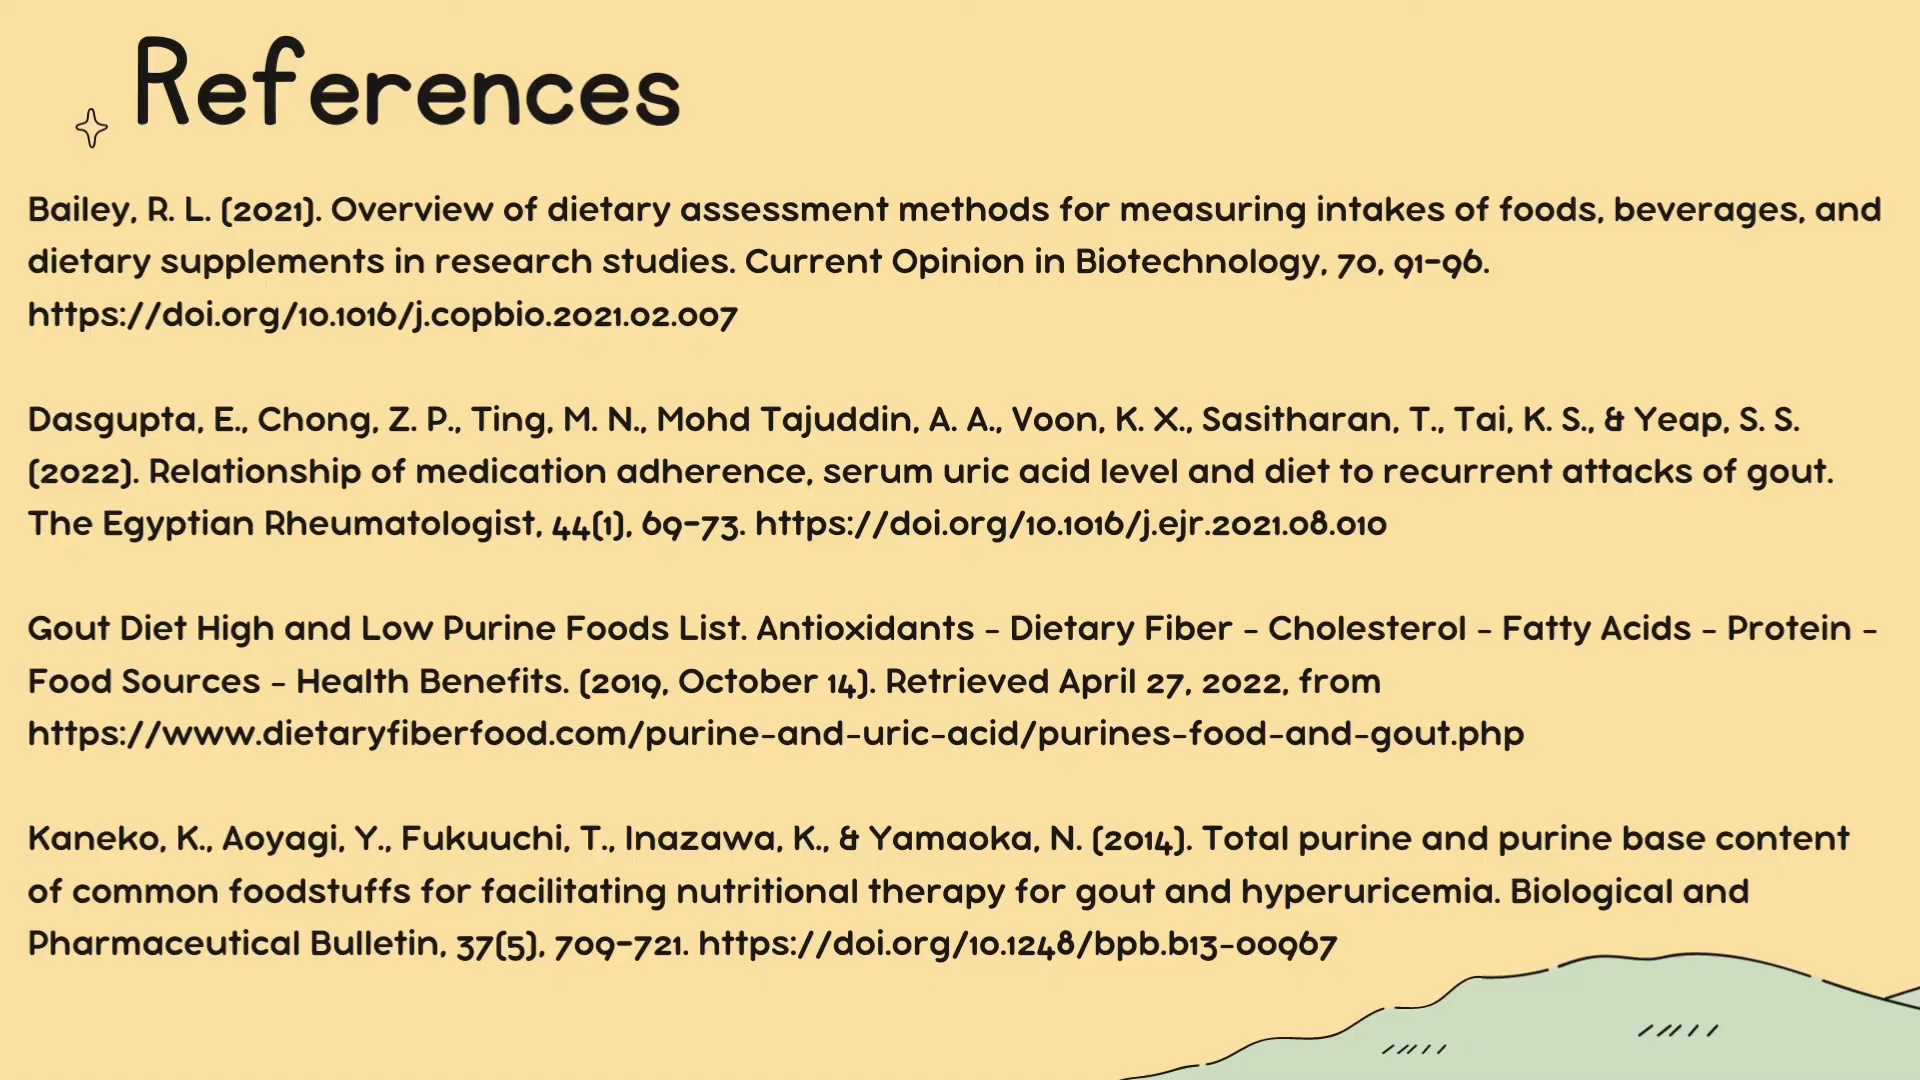 References
Bailey, R. L. (2021). Overview of dietary assessment methods for measuring intakes of foods, beverages, and
dietary supplements in research studies. Current Opinion in Biotechnology, 70, 91-96.
https://doi.org/10.1016/j.copbio.2021.02.007
Dasgupta, E., Chong, Z. P., Ting, M. N., Mohd Tajuddin, A. A., Voon, K. X., Sasitharan, T., Tai, K. S., & Yeap, S. S.
(2022). Relationship of medication adherence, serum uric acid level and diet to recurrent attacks of gout.
The Egyptian Rheumatologist, 44(1), 69-73. https://doi.org/10.1016/j.ejr.2021.08.010
Gout Diet High and Low Purine Foods List. Antioxidants - Dietary Fiber - Cholesterol - Fatty Acids - Protein -
Food Sources - Health Benefits. (2019, October 14). Retrieved April 27, 2022, from
https://www.dietaryfiberfood.com/purine-and-uric-acid/purines-food-and-gout.php
Kaneko, K., Aoyagi, Y., Fukuuchi, T., Inazawa, K., & Yamaoka, N. (2014). Total purine and purine base content
of common foodstuffs for facilitating nutritional therapy for gout and hyperuricemia. Biological and
Pharmaceutical Bulletin, 37(5), 709-721. https://doi.org/10.1248/bpb.b13-00967